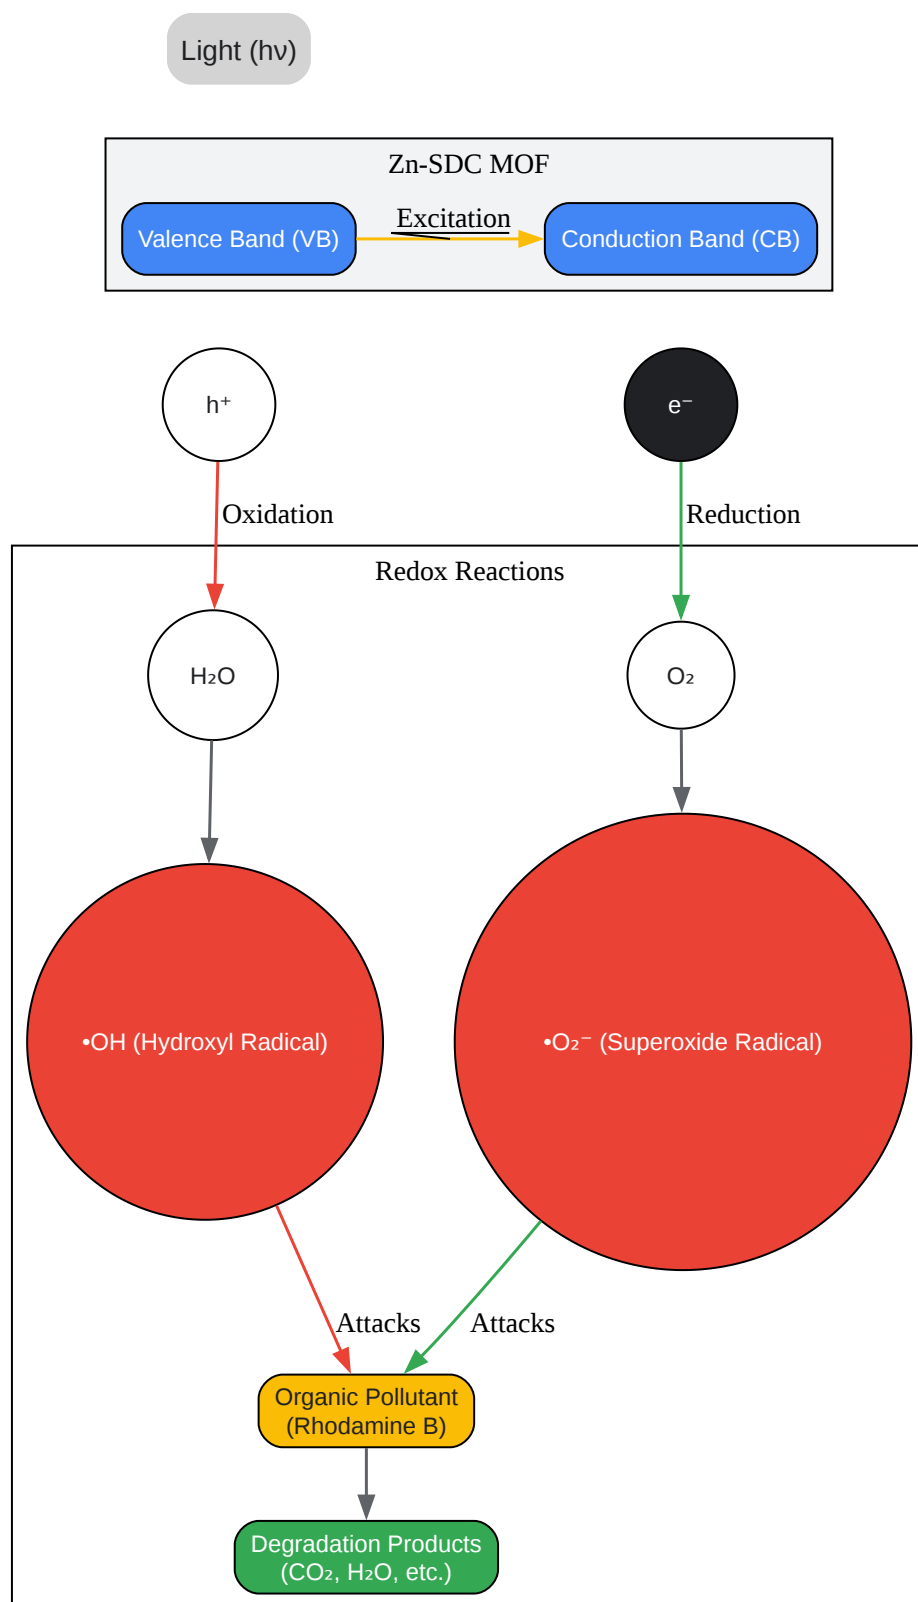 Light (hν)
Zn-SDC MOF
Excitation
Valence Band (VB)
Conduction Band (CB)
h⁺
e⁻
Oxidation
Reduction
Redox Reactions
H₂O
O₂
•OH (Hydroxyl Radical)
•O₂⁻ (Superoxide Radical)
Attacks
Attacks
Organic Pollutant
(Rhodamine B)
Degradation Products
(CO₂, H₂O, etc.)